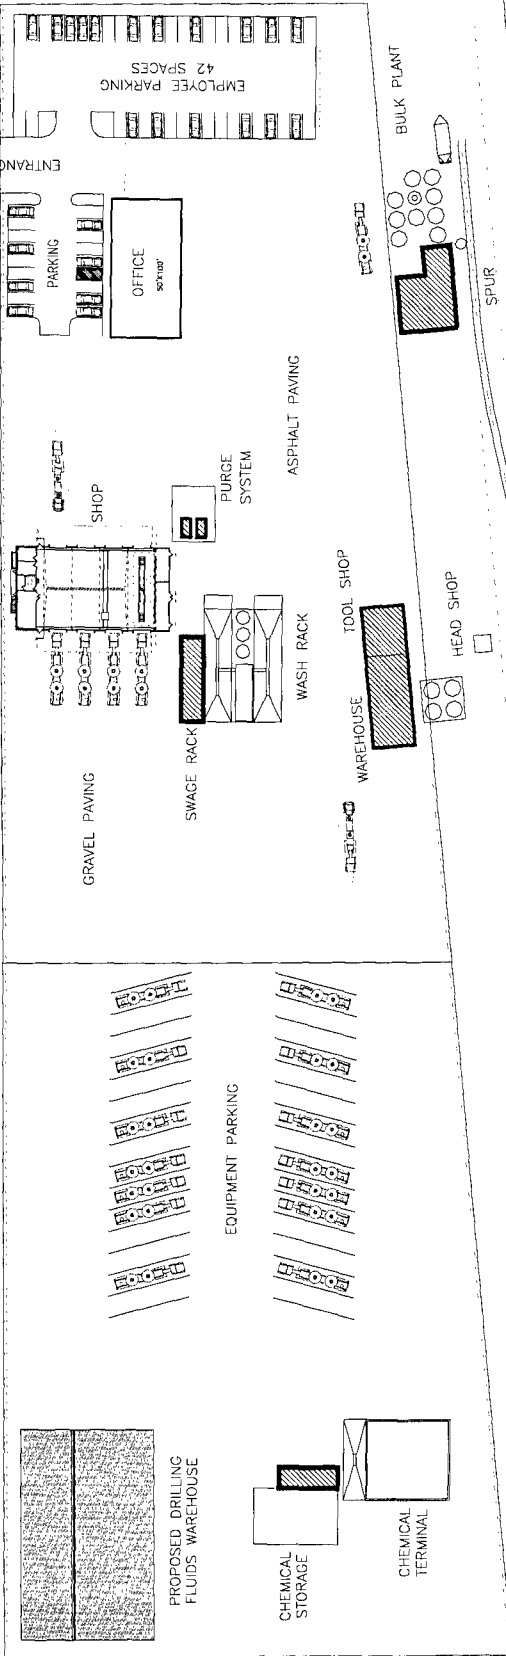 EMPLOYEE PARKING
42 SPACES
BULK PLANT
ENTRANC
PARKING
OFFICE
50'X100'
SPUR
ASPHALT PAVING
PURGE
SYSTEM
SHOP
TOOL SHOP
HEAD SHOP
WASH RACK
WAREHOUSE
SWAGE RACK
GRAVEL PAVING
EQUIPMENT PARKING
PROPOSED DRILLING
FLUIDS WAREHOUSE
CHEMICAL
STORAGE
CHEMICAL
TERMINAL